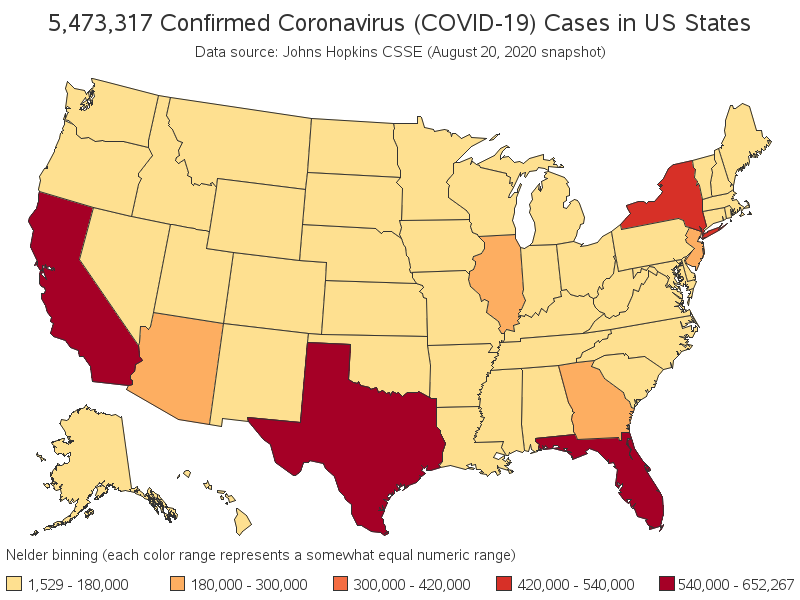 5,473,317 Confirmed Coronavirus (COVID-19) Cases in US States
Data source: Johns Hopkins CSSE (August 20, 2020 snapshot)
Nelder binning (each color range represents a somewhat equal numeric range)
1,529 - 180,000 180,000 - 300,000 300,000 - 420,000 420,000 - 540,000 540,000 - 652,267